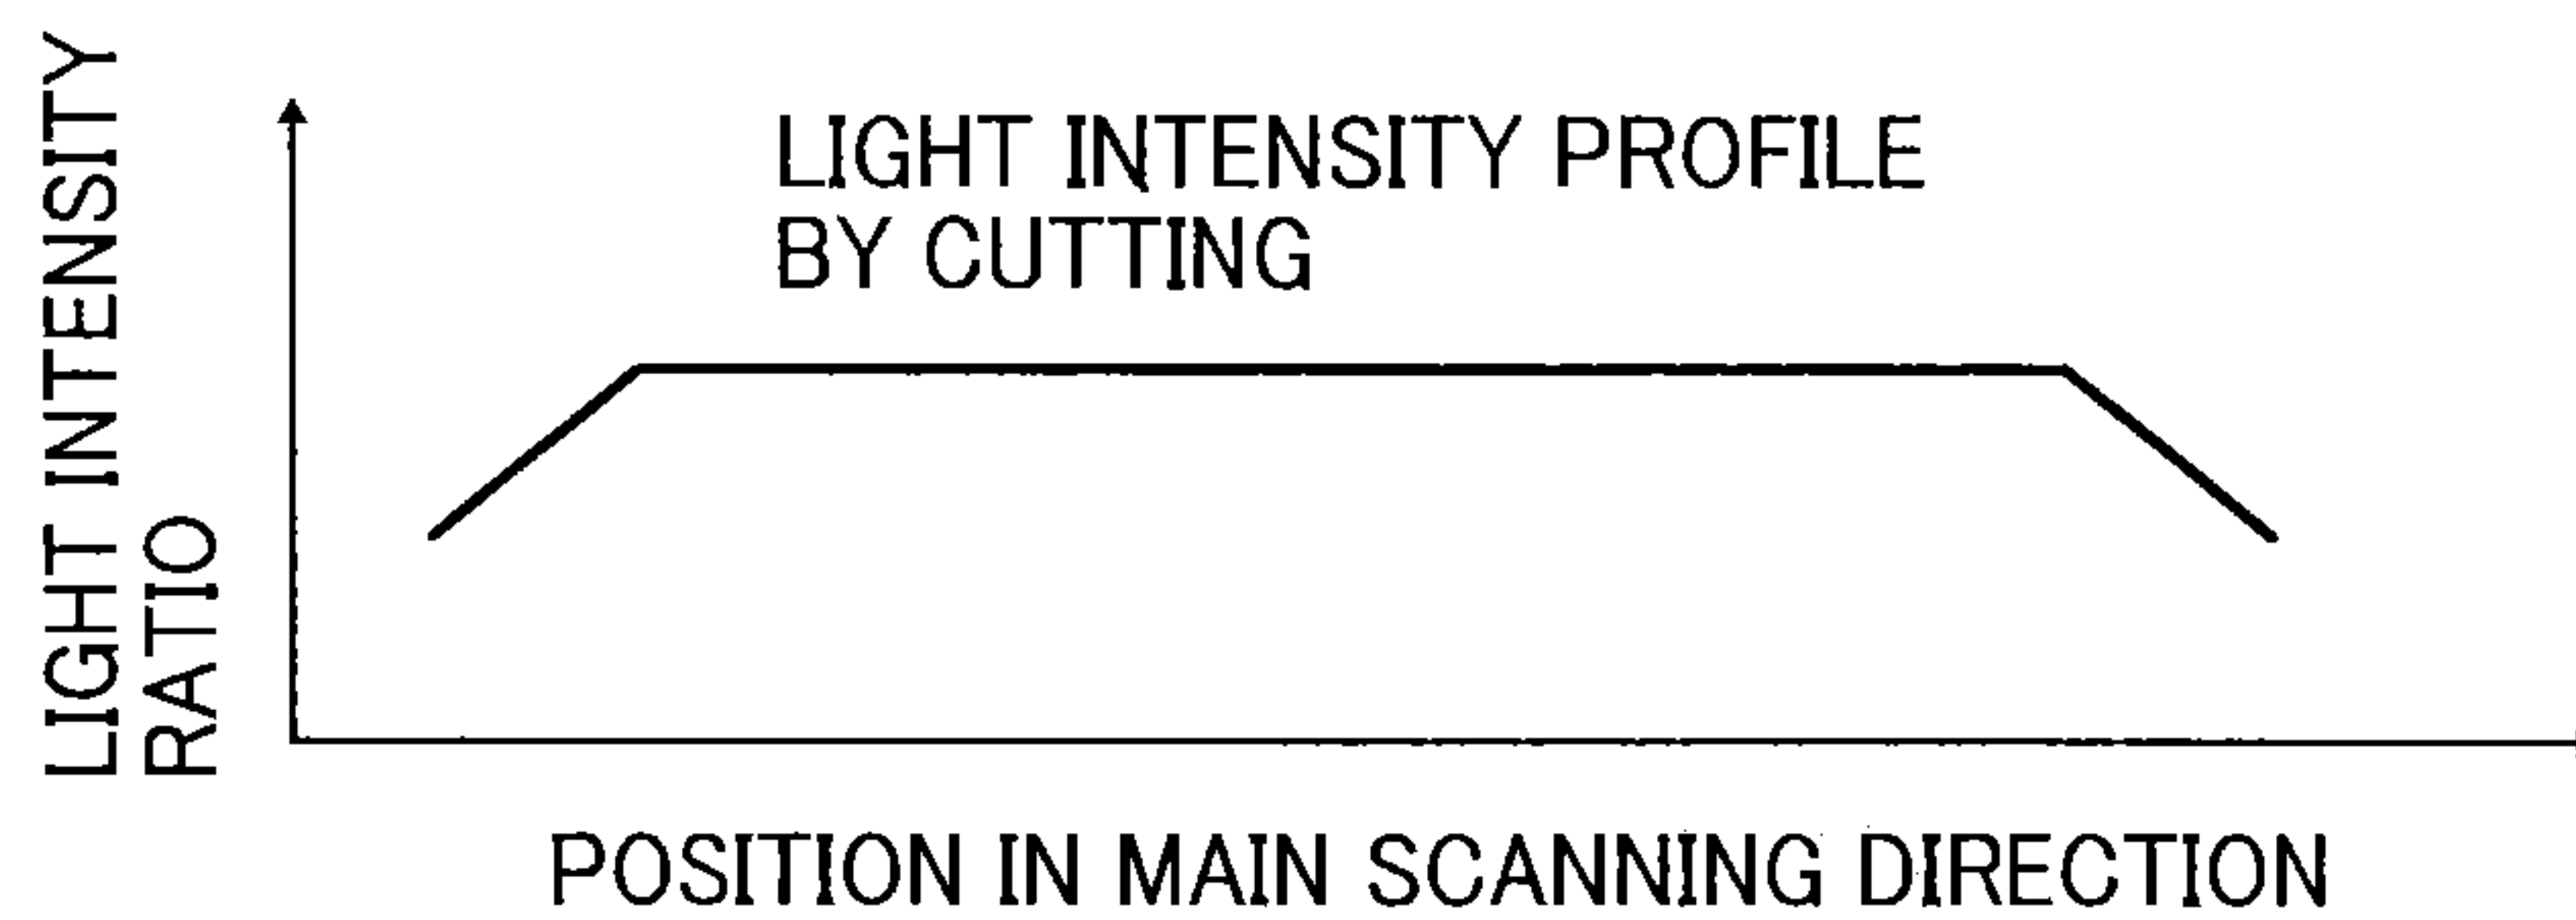 LIGHT INTENSITY
RATIO
LIGHT INTENSITY PROFILE
BY CUTTING
POSITION IN MAIN SCANNING DIRECTION